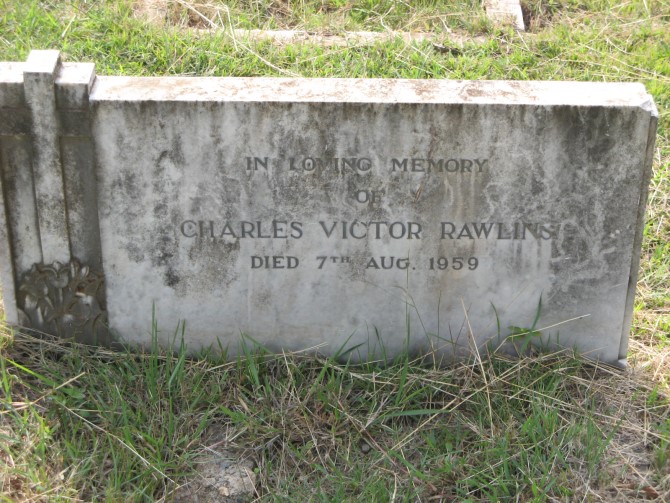 IN LOVING MEMORY
OF
CHARLES VICTOR RAWLINS
DIED 7TH AUG. 1959